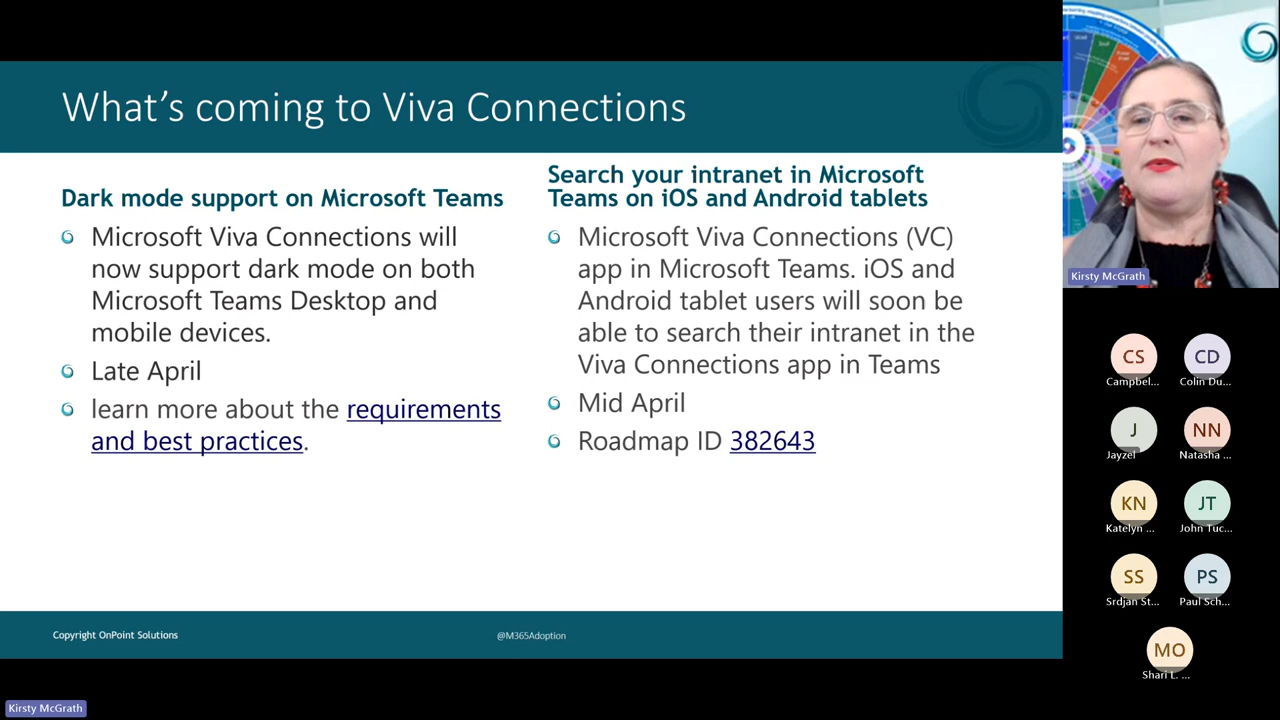 What's coming to Viva Connections
Dark mode support on Microsoft Teams
Microsoft Viva Connections will
now support dark mode on both
Microsoft Teams Desktop and
mobile devices.
Late April
learn more about the requirements
and best practices.
Search your intranet in Microsoft
Teams on iOS and Android tablets
Microsoft Viva Connections (VC)
app in Microsoft Teams. iOS and
Android tablet users will soon be
able to search their intranet in the
Viva Connections app in Teams
Mid April
Roadmap ID 382643
Copyright OnPoint Solutions
@M365Adoption
Kirsty McGrath
Kirsty McGrath
CS
Campbel...
CD
Colin Du...
J
Jayzel
NN
Natasha ...
KN
Katelyn ...
JT
John Tuc...
SS
Srdjan St...
PS
Paul Sch...
MO
Shari L. ...